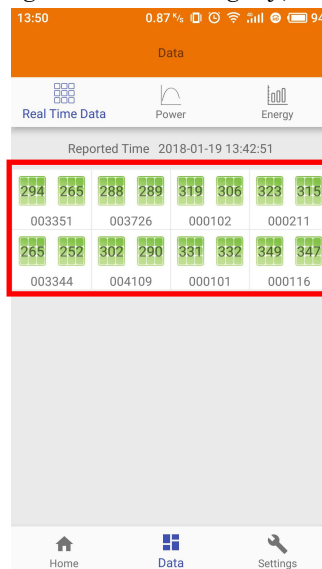 13:50 0.87 K/s 94
Data
Real Time Data Power Energy
Reported Time 2018-01-19 13:42:51
294 265 288 289 319 306 323 315
003351 003726 000102 000211
265 252 302 290 331 332 349 347
003344 004109 000101 000116
Home Data Settings